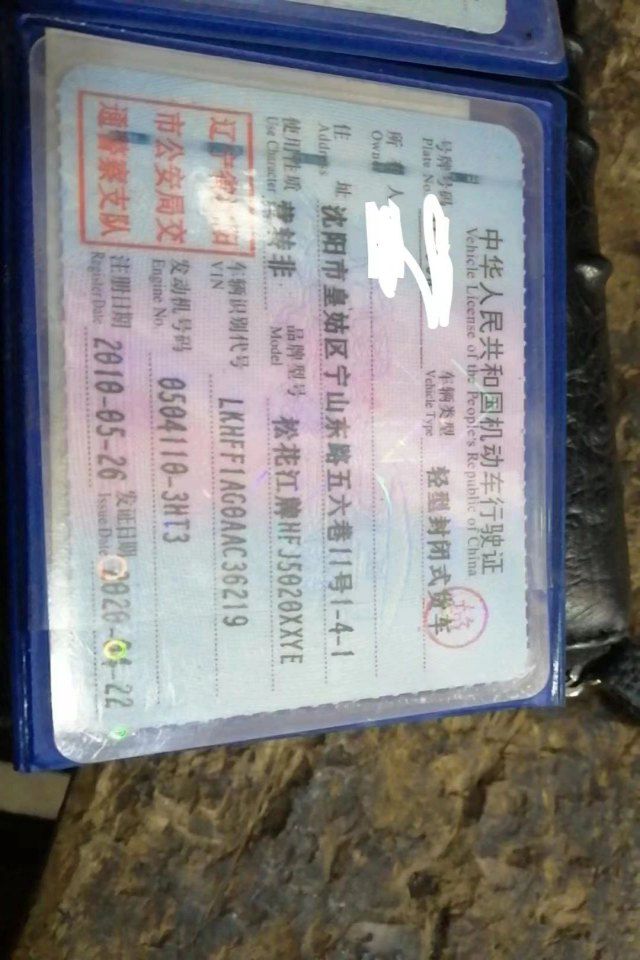 中华人民共和国机动车行驶证
Vehicle License of the People's Republic of China
号牌号码 车辆类型 轻型封闭式货车
Plate No. Vehicle Type
所有人
Owner
住址 沈阳市皇姑区宁山东路五六巷11号1-4-1
Address
使用性质 营转非 品牌型号 松花江牌HFJ5020XXYE
Use Character Model
车辆识别代号 LKHFF1AG0AAC36219
VIN
发动机号码 0504110-3HT3
Engine No.
注册日期 2010-05-26 发证日期 2020-04-22
Register Date Issue Date
辽宁省 阳
市公安局交
通警察支队